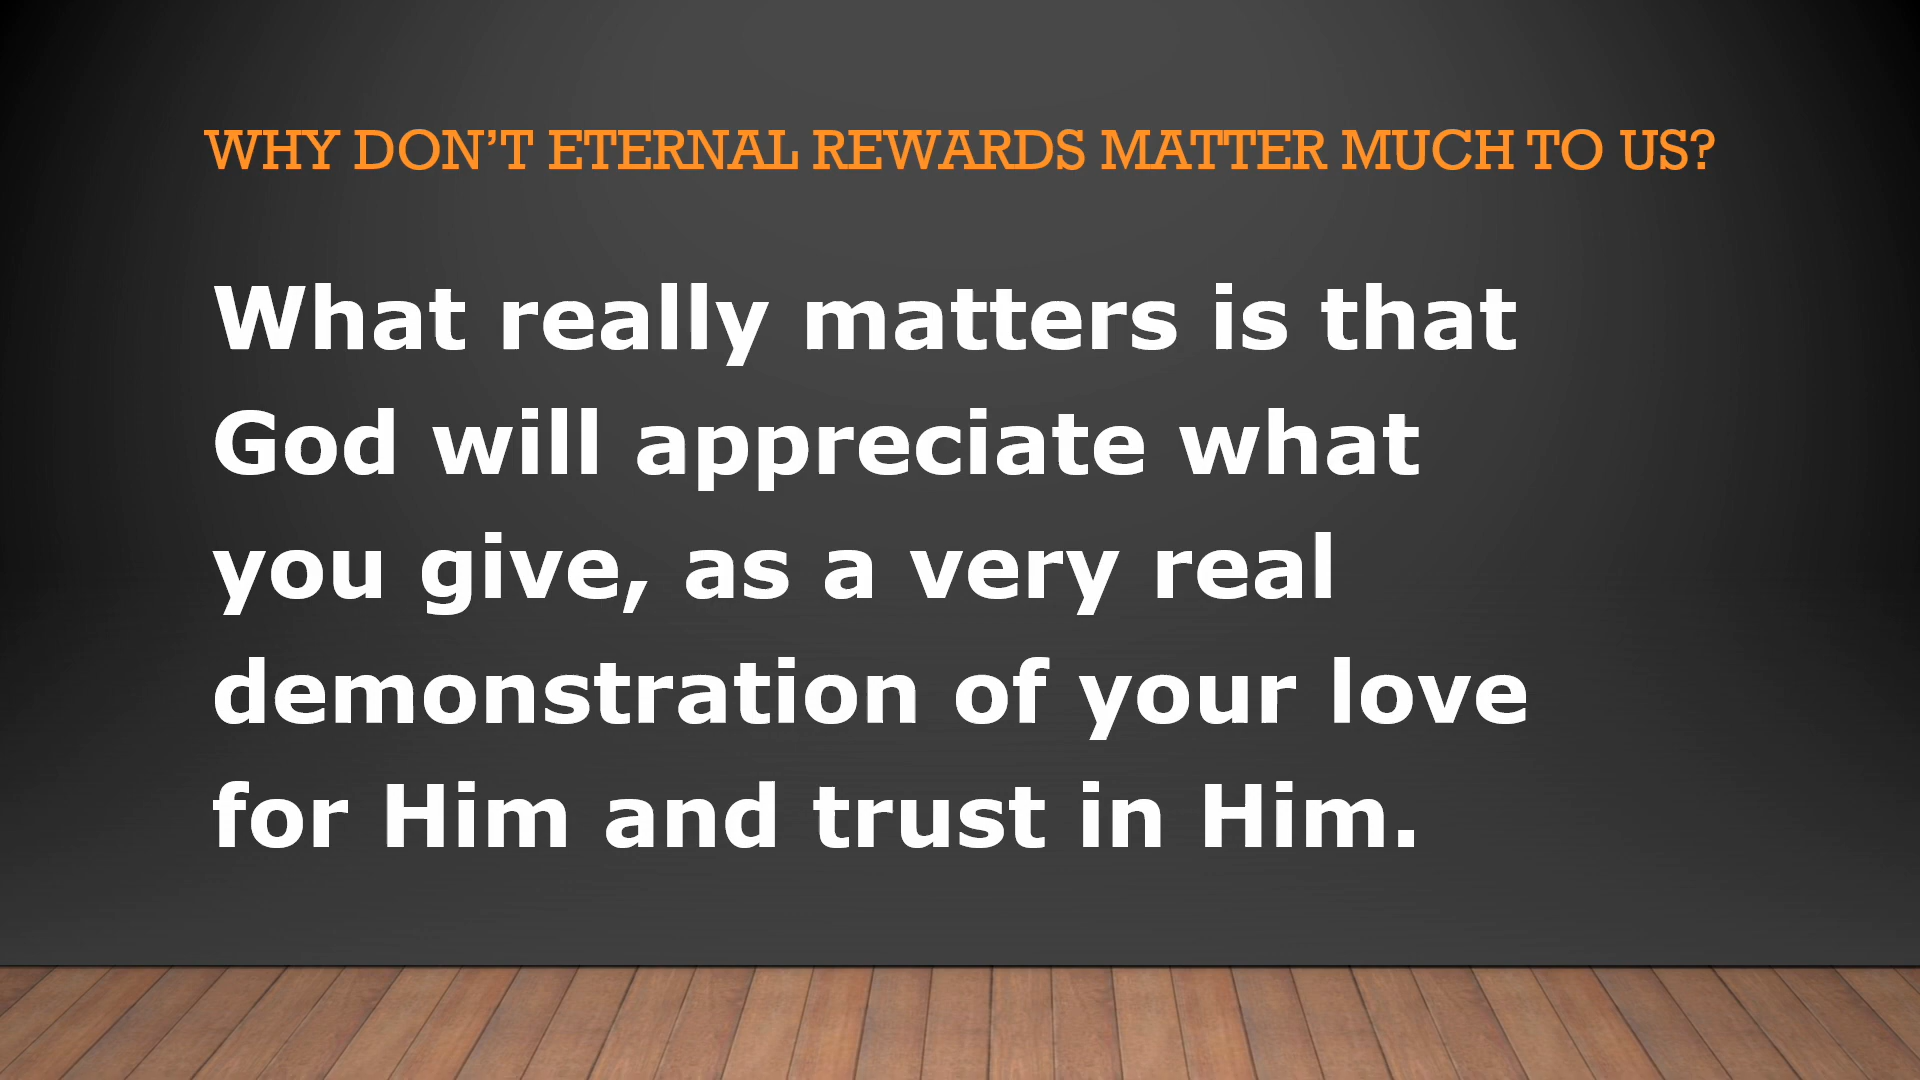 WHY DON’T ETERNAL REWARDS MATTER MUCH TO US?
What really matters is that
God will appreciate what
you give, as a very real
demonstration of your love
for Him and trust in Him.